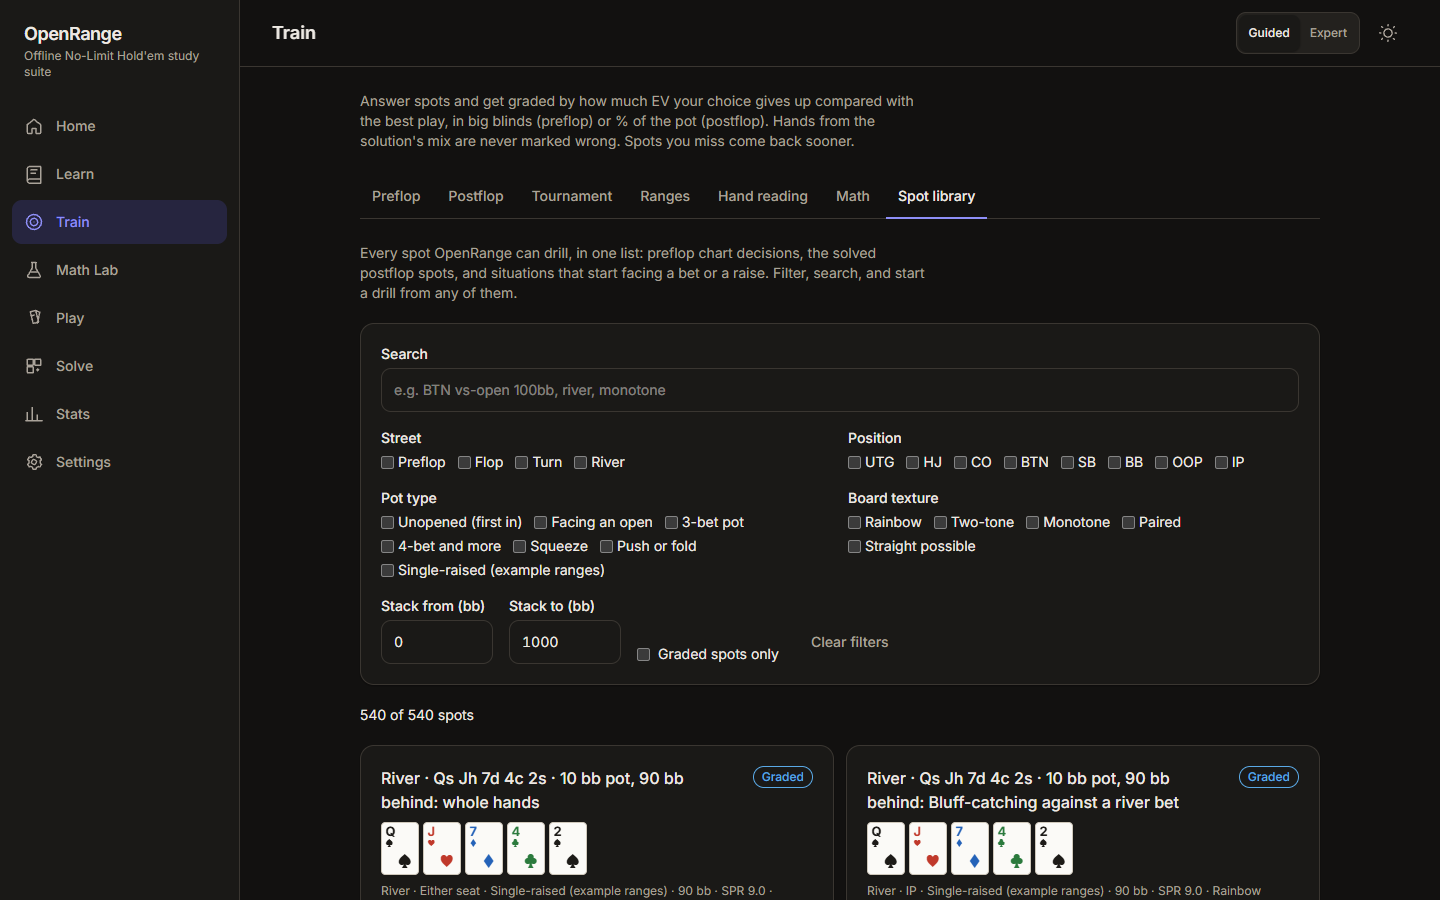 OpenRange
Offline No-Limit Hold'em study
suite
Home
Learn
Train
Math Lab
Play
Solve
Stats
Settings
Train
Guided Expert
Answer spots and get graded by how much EV your choice gives up compared with
the best play, in big blinds (preflop) or % of the pot (postflop). Hands from the
solution's mix are never marked wrong. Spots you miss come back sooner.
Preflop Postflop Tournament Ranges Hand reading Math Spot library
Every spot OpenRange can drill, in one list: preflop chart decisions, the solved
postflop spots, and situations that start facing a bet or a raise. Filter, search, and start
a drill from any of them.
Search
e.g. BTN vs-open 100bb, river, monotone
Street
Preflop Flop Turn River
Position
UTG HJ CO BTN SB BB OOP IP
Pot type
Unopened (first in) Facing an open 3-bet pot
4-bet and more Squeeze Push or fold
Single-raised (example ranges)
Board texture
Rainbow Two-tone Monotone Paired
Straight possible
Stack from (bb) Stack to (bb)
0 1000 Graded spots only Clear filters
540 of 540 spots
River · Qs Jh 7d 4c 2s · 10 bb pot, 90 bb
behind: whole hands
Graded
Q J 7 4 2
River · Either seat · Single-raised (example ranges) · 90 bb · SPR 9.0 ·
River · Qs Jh 7d 4c 2s · 10 bb pot, 90 bb
behind: Bluff-catching against a river bet
Graded
Q J 7 4 2
River · IP · Single-raised (example ranges) · 90 bb · SPR 9.0 · Rainbow